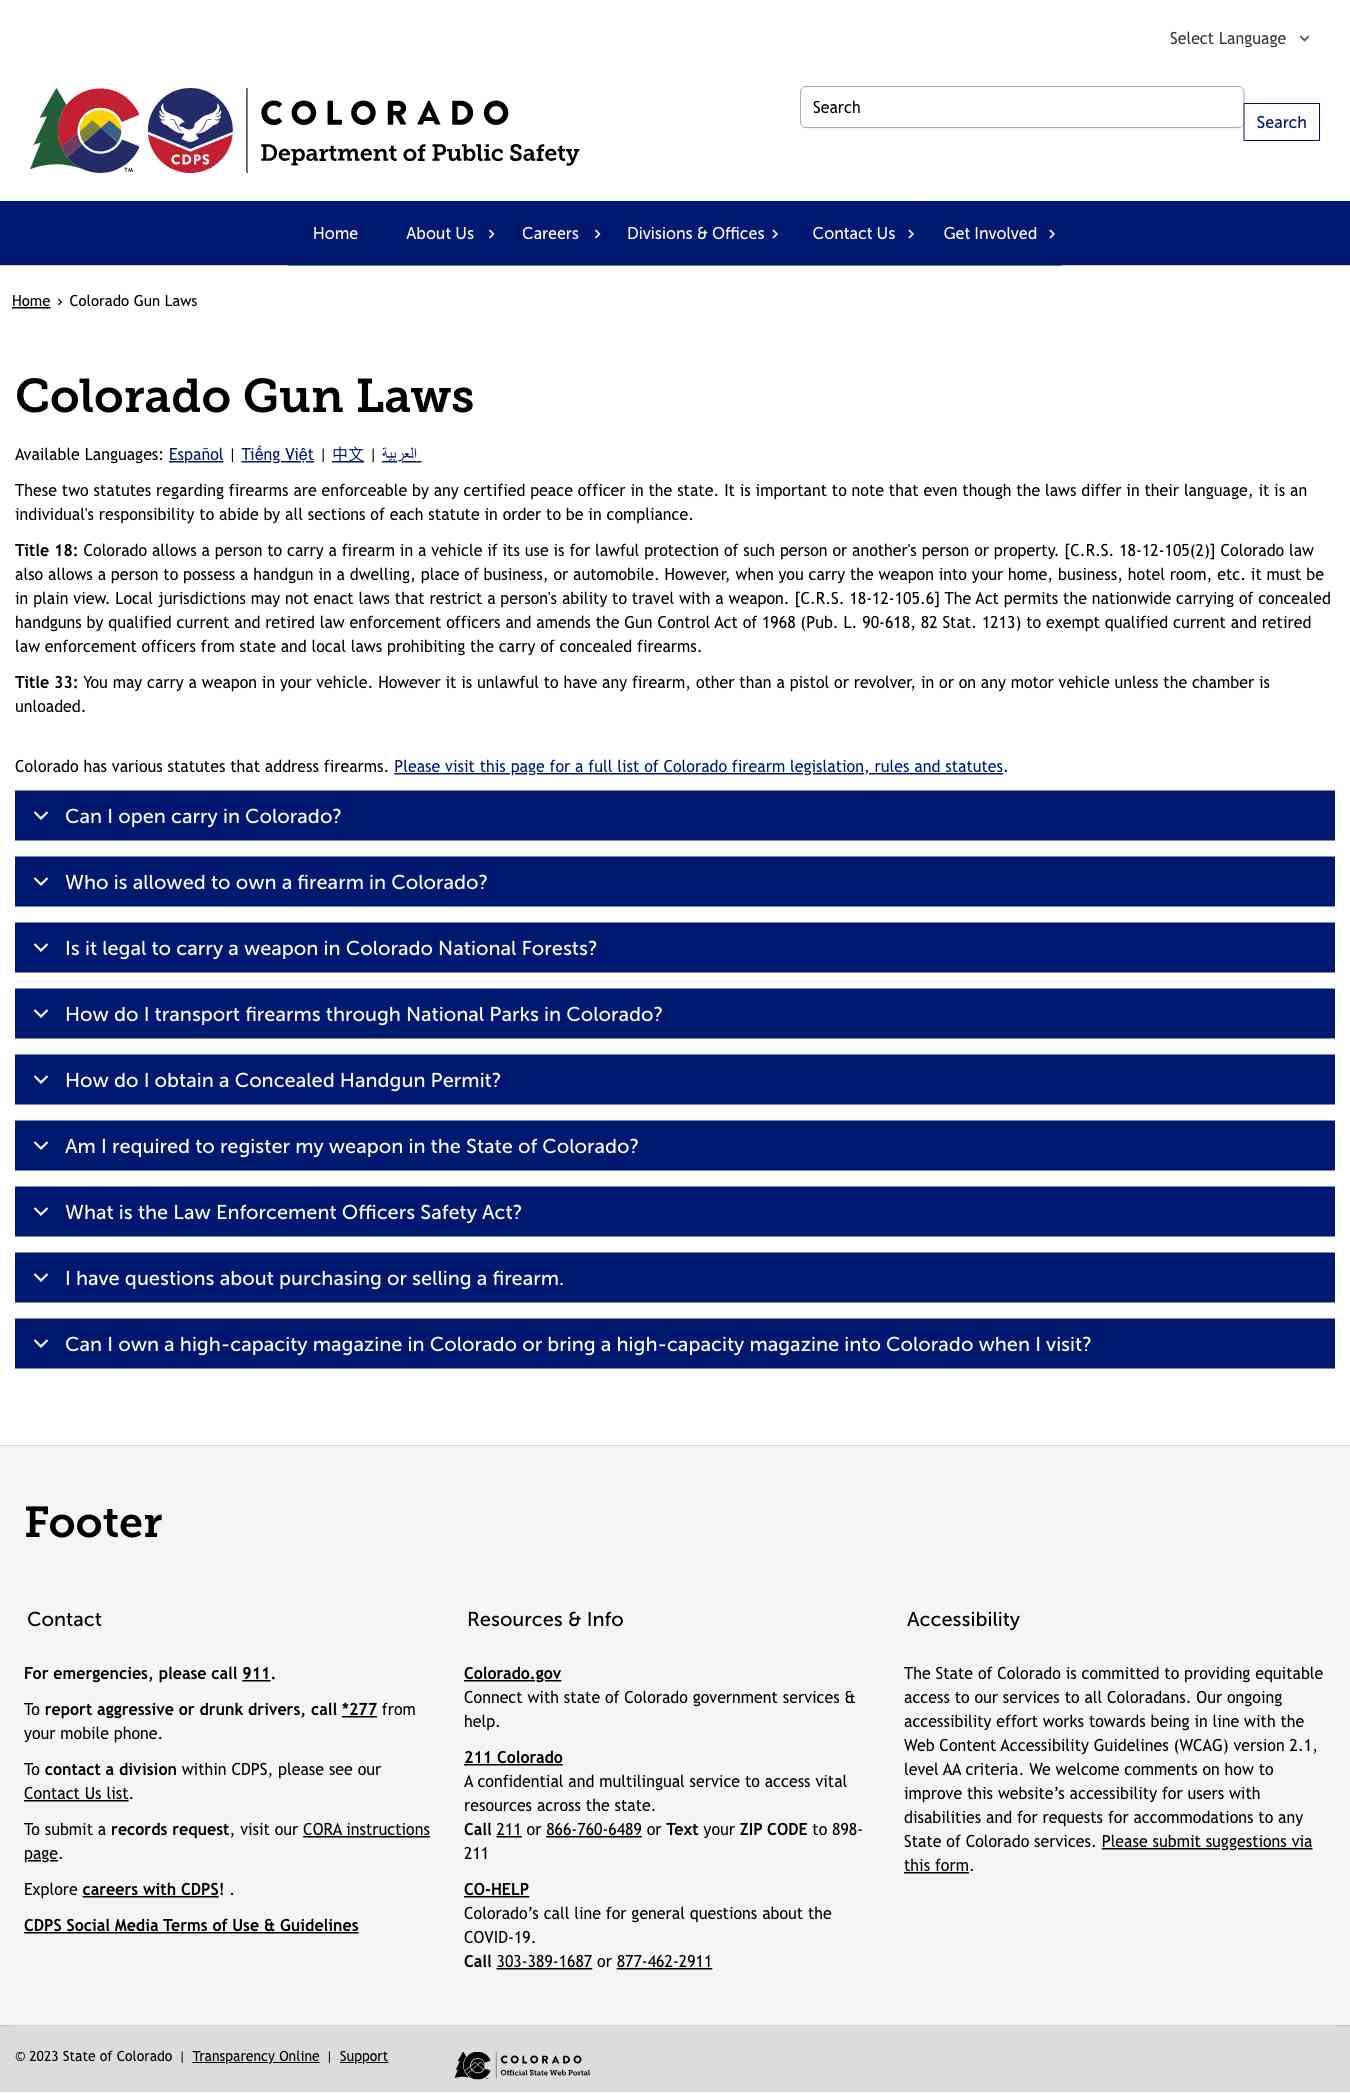 Select Language
COLORADO
Department of Public Safety
CDPS
TM
Search
Search
Home About Us Careers Divisions & Offices Contact Us Get Involved
Home › Colorado Gun Laws
Colorado Gun Laws
Available Languages: Español | Tiếng Việt | 中文 | العربية
These two statutes regarding firearms are enforceable by any certified peace officer in the state. It is important to note that even though the laws differ in their language, it is an
individual's responsibility to abide by all sections of each statute in order to be in compliance.
Title 18: Colorado allows a person to carry a firearm in a vehicle if its use is for lawful protection of such person or another's person or property. [C.R.S. 18-12-105(2)] Colorado law
also allows a person to possess a handgun in a dwelling, place of business, or automobile. However, when you carry the weapon into your home, business, hotel room, etc. it must be
in plain view. Local jurisdictions may not enact laws that restrict a person's ability to travel with a weapon. [C.R.S. 18-12-105.6] The Act permits the nationwide carrying of concealed
handguns by qualified current and retired law enforcement officers and amends the Gun Control Act of 1968 (Pub. L. 90-618, 82 Stat. 1213) to exempt qualified current and retired
law enforcement officers from state and local laws prohibiting the carry of concealed firearms.
Title 33: You may carry a weapon in your vehicle. However it is unlawful to have any firearm, other than a pistol or revolver, in or on any motor vehicle unless the chamber is
unloaded.
Colorado has various statutes that address firearms. Please visit this page for a full list of Colorado firearm legislation, rules and statutes.
Can I open carry in Colorado?
Who is allowed to own a firearm in Colorado?
Is it legal to carry a weapon in Colorado National Forests?
How do I transport firearms through National Parks in Colorado?
How do I obtain a Concealed Handgun Permit?
Am I required to register my weapon in the State of Colorado?
What is the Law Enforcement Officers Safety Act?
I have questions about purchasing or selling a firearm.
Can I own a high-capacity magazine in Colorado or bring a high-capacity magazine into Colorado when I visit?
Footer
Contact
For emergencies, please call 911.
To report aggressive or drunk drivers, call *277 from
your mobile phone.
To contact a division within CDPS, please see our
Contact Us list.
To submit a records request, visit our CORA instructions
page.
Explore careers with CDPS! .
CDPS Social Media Terms of Use & Guidelines
Resources & Info
Colorado.gov
Connect with state of Colorado government services &
help.
211 Colorado
A confidential and multilingual service to access vital
resources across the state.
Call 211 or 866-760-6489 or Text your ZIP CODE to 898-
211
CO-HELP
Colorado’s call line for general questions about the
COVID-19.
Call 303-389-1687 or 877-462-2911
Accessibility
The State of Colorado is committed to providing equitable
access to our services to all Coloradans. Our ongoing
accessibility effort works towards being in line with the
Web Content Accessibility Guidelines (WCAG) version 2.1,
level AA criteria. We welcome comments on how to
improve this website’s accessibility for users with
disabilities and for requests for accommodations to any
State of Colorado services. Please submit suggestions via
this form.
© 2023 State of Colorado | Transparency Online | Support
COLORADO
Official State Web Portal